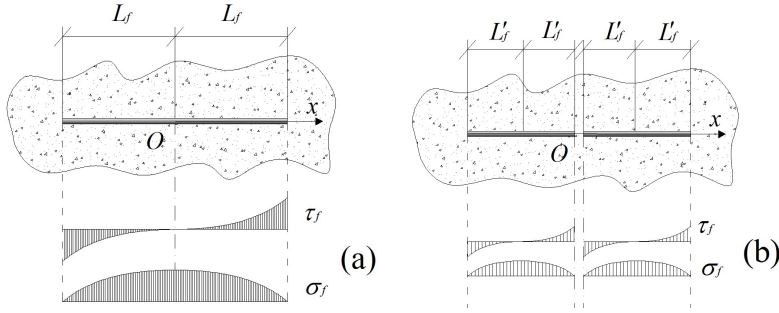 L_f L_f
x
O
τ_f
σ_f
(a)
L'_f L'_f L'_f L'_f
x
O
τ_f
σ_f
(b)